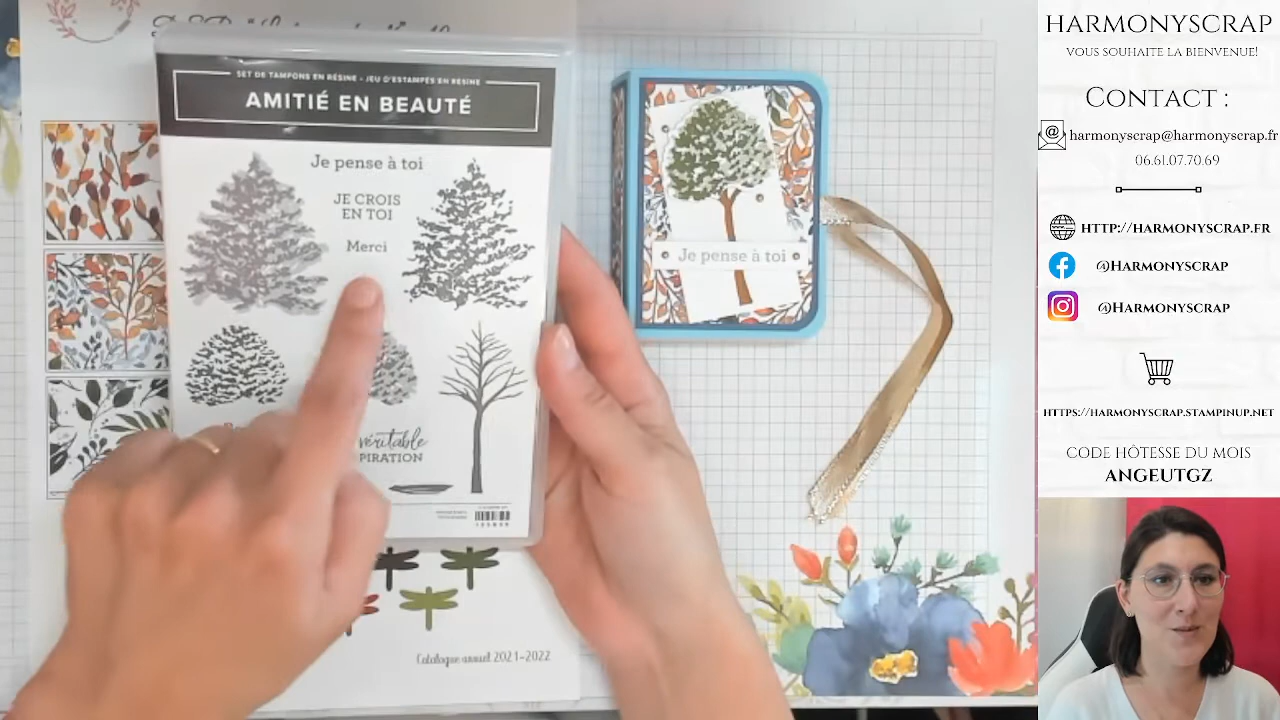 SET DE TAMPONS EN RÉSINE • JEU D'ESTAMPES EN RÉSINE
AMITIÉ EN BEAUTÉ
Je pense à toi
JE CROIS
EN TOI
Merci
véritable
PIRATION
Catalogue annuel 2021-2022
Je pense à toi
HARMONYSCRAP
VOUS SOUHAITE LA BIENVENUE!
CONTACT :
harmonyscrap@harmonyscrap.fr
06.61.07.70.69
HTTP://HARMONYSCRAP.FR
@HARMONYSCRAP
@HARMONYSCRAP
HTTPS://HARMONYSCRAP.STAMPINUP.NET
CODE HÔTESSE DU MOIS
ANGEUTGZ